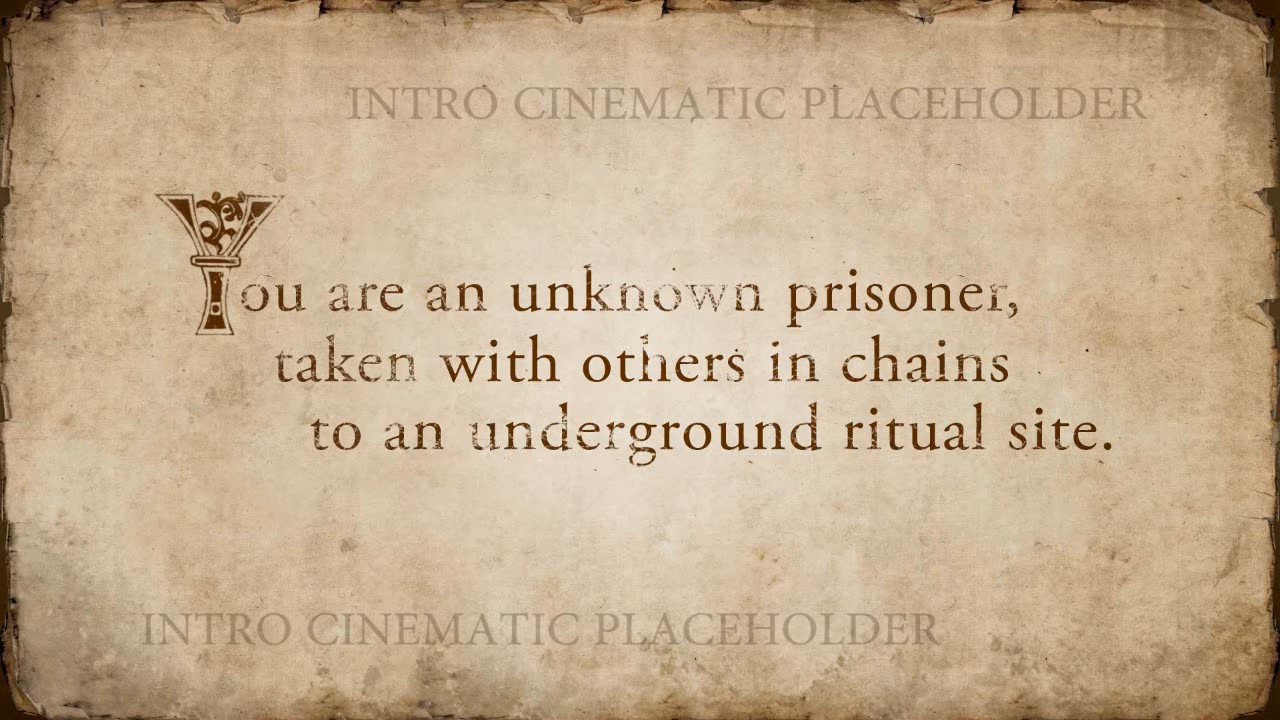 INTRO CINEMATIC PLACEHOLDER
You are an unknown prisoner,
taken with others in chains
to an underground ritual site.
INTRO CINEMATIC PLACEHOLDER